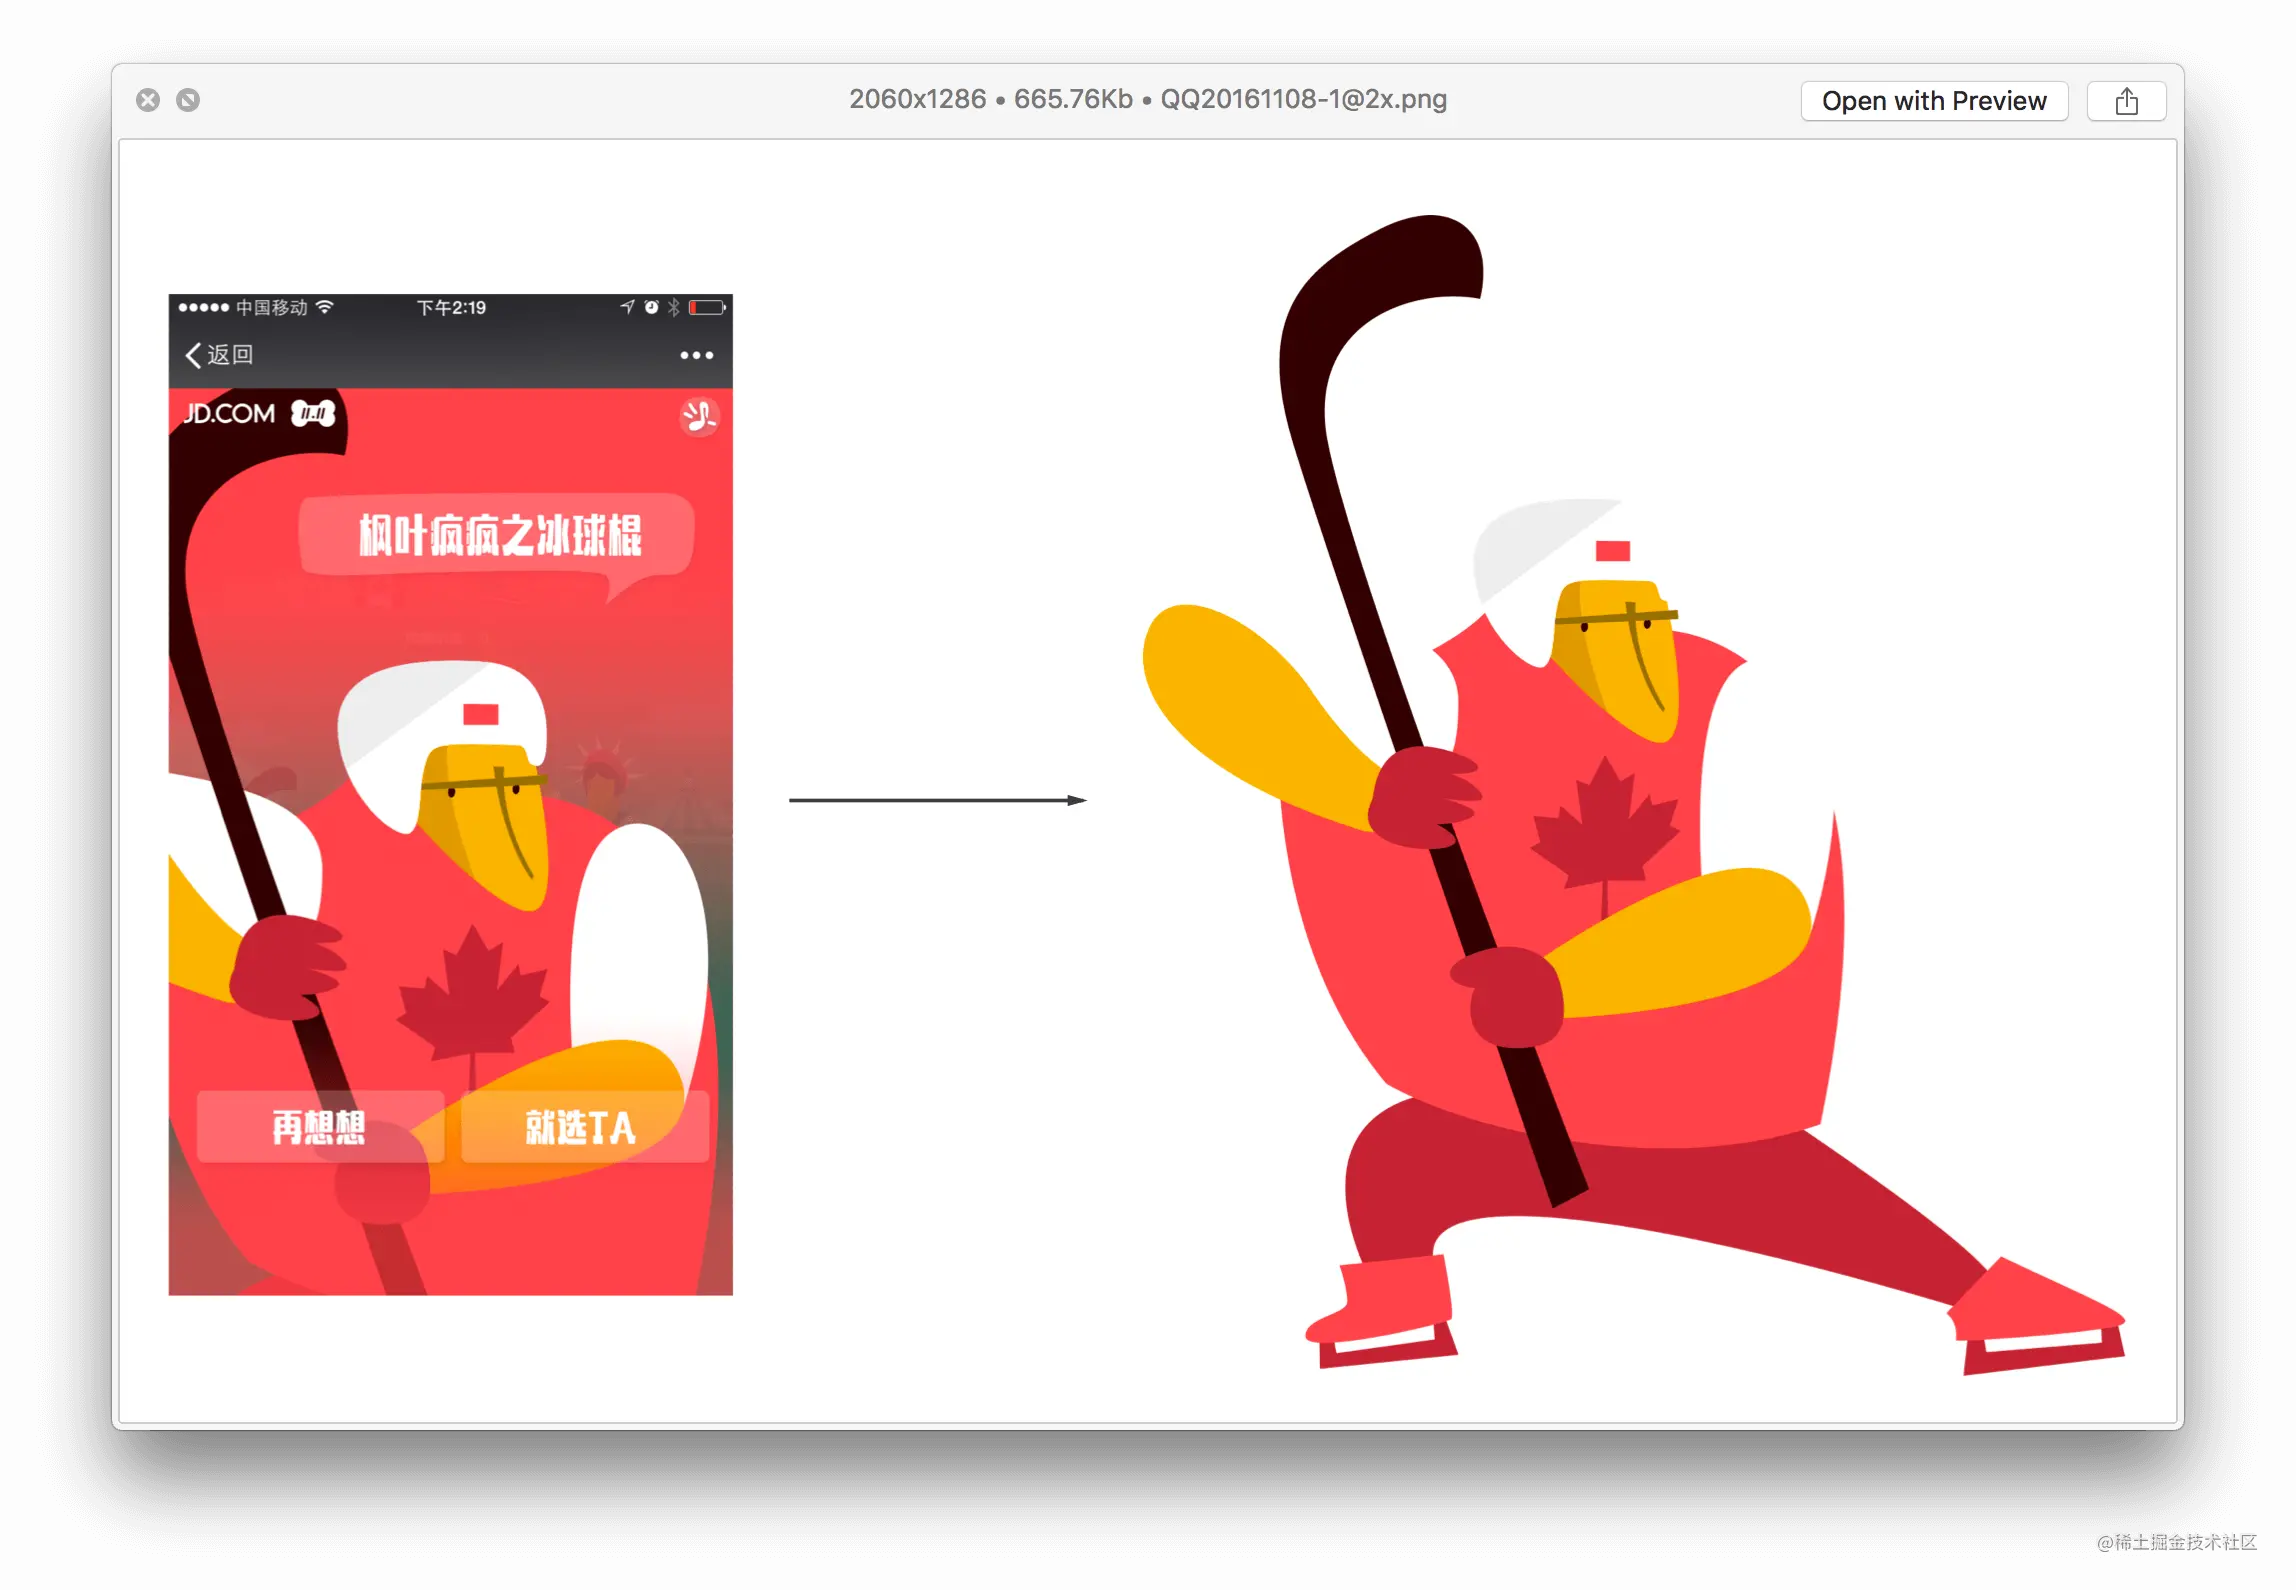 2060x1286 • 665.76Kb • QQ20161108-1@2x.png
Open with Preview
中国移动
下午2:19
返回
JD.COM
11.11
枫叶疯疯之冰球棍
再想想
就选TA
@稀土掘金技术社区